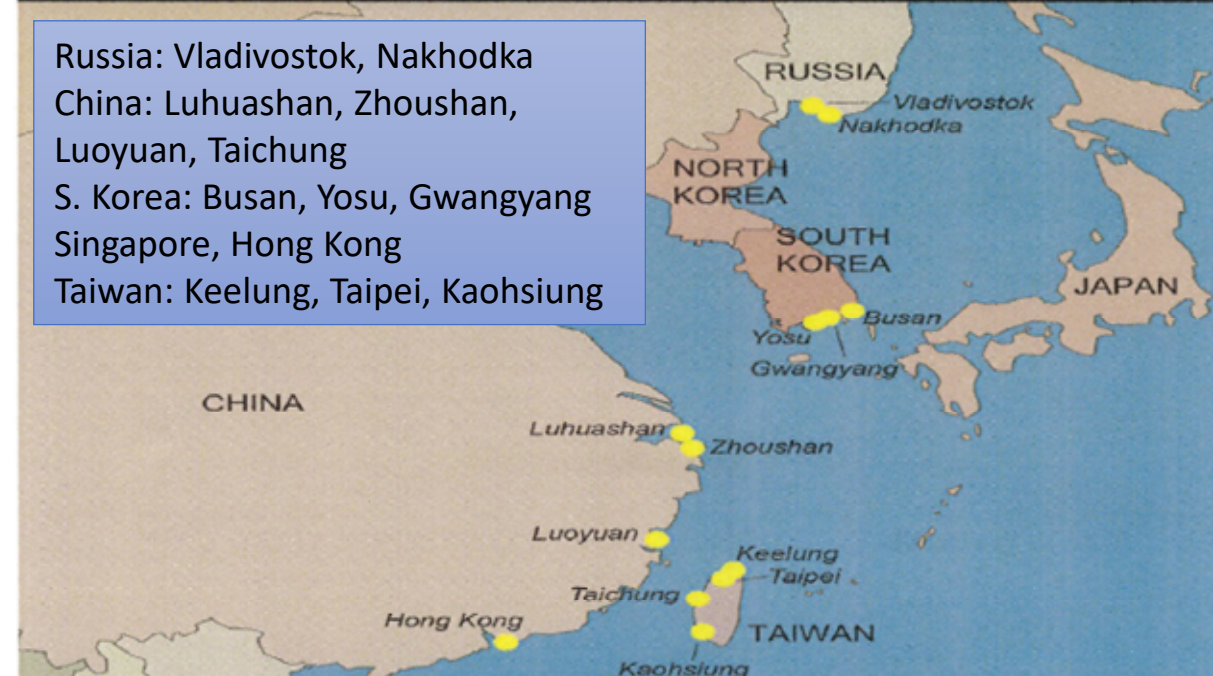 Russia: Vladivostok, Nakhodka
China: Luhuashan, Zhoushan,
Luoyuan, Taichung
S. Korea: Busan, Yosu, Gwangyang
Singapore, Hong Kong
Taiwan: Keelung, Taipei, Kaohsiung
RUSSIA
Vladivostok
Nakhodka
NORTH
KOREA
SOUTH
KOREA
JAPAN
Busan
Yosu
Gwangyang
CHINA
Luhuashan
Zhoushan
Luoyuan
Keelung
Taipei
Taichung
Hong Kong
TAIWAN
Kaohsiung